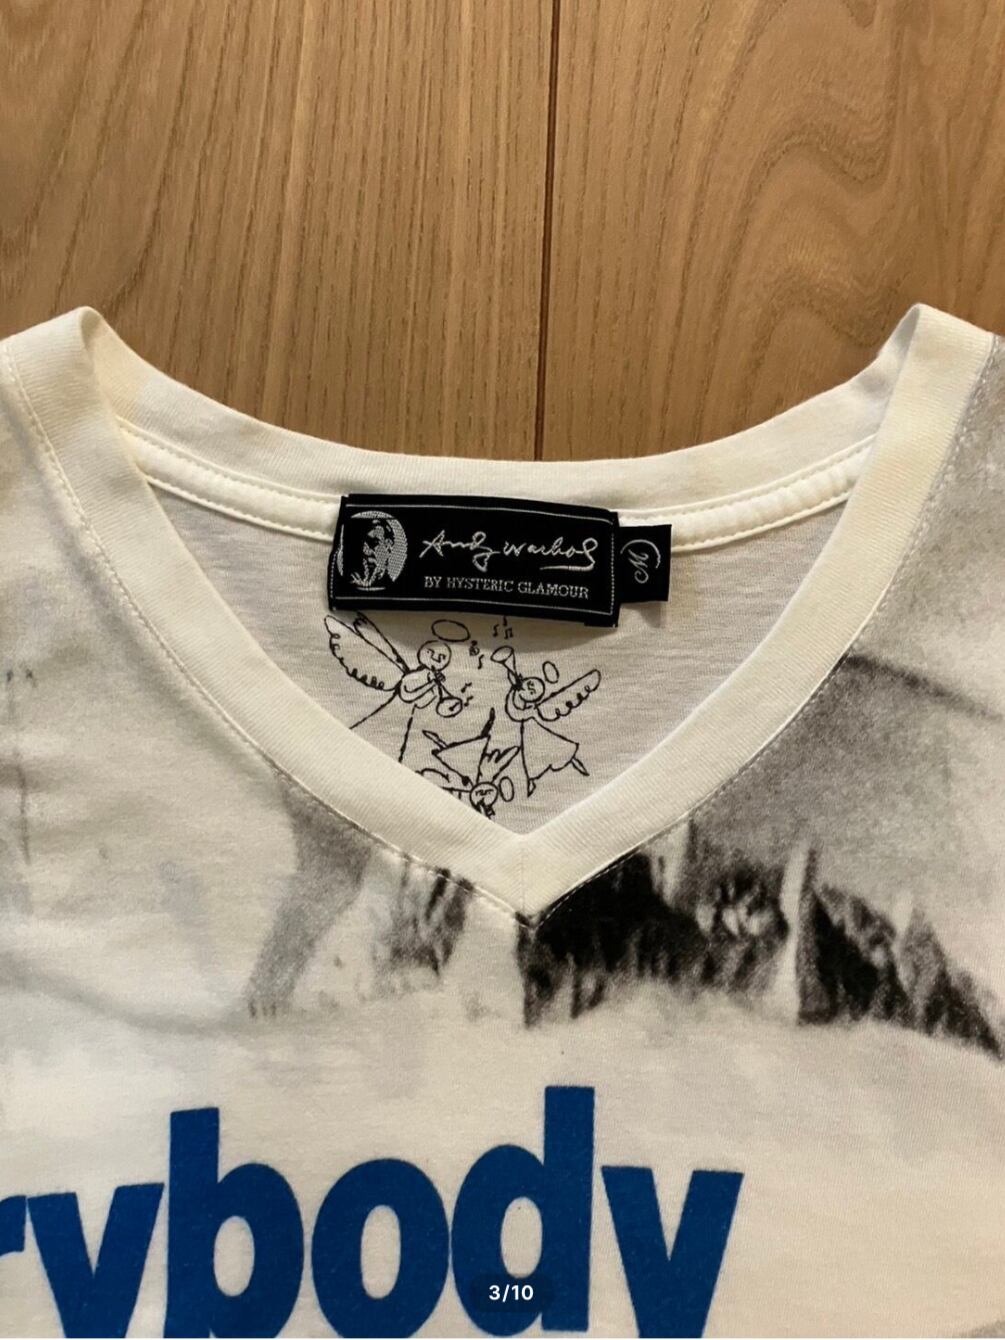 Andy Warhol
BY HYSTERIC GLAMOUR
M
rybody
3/10